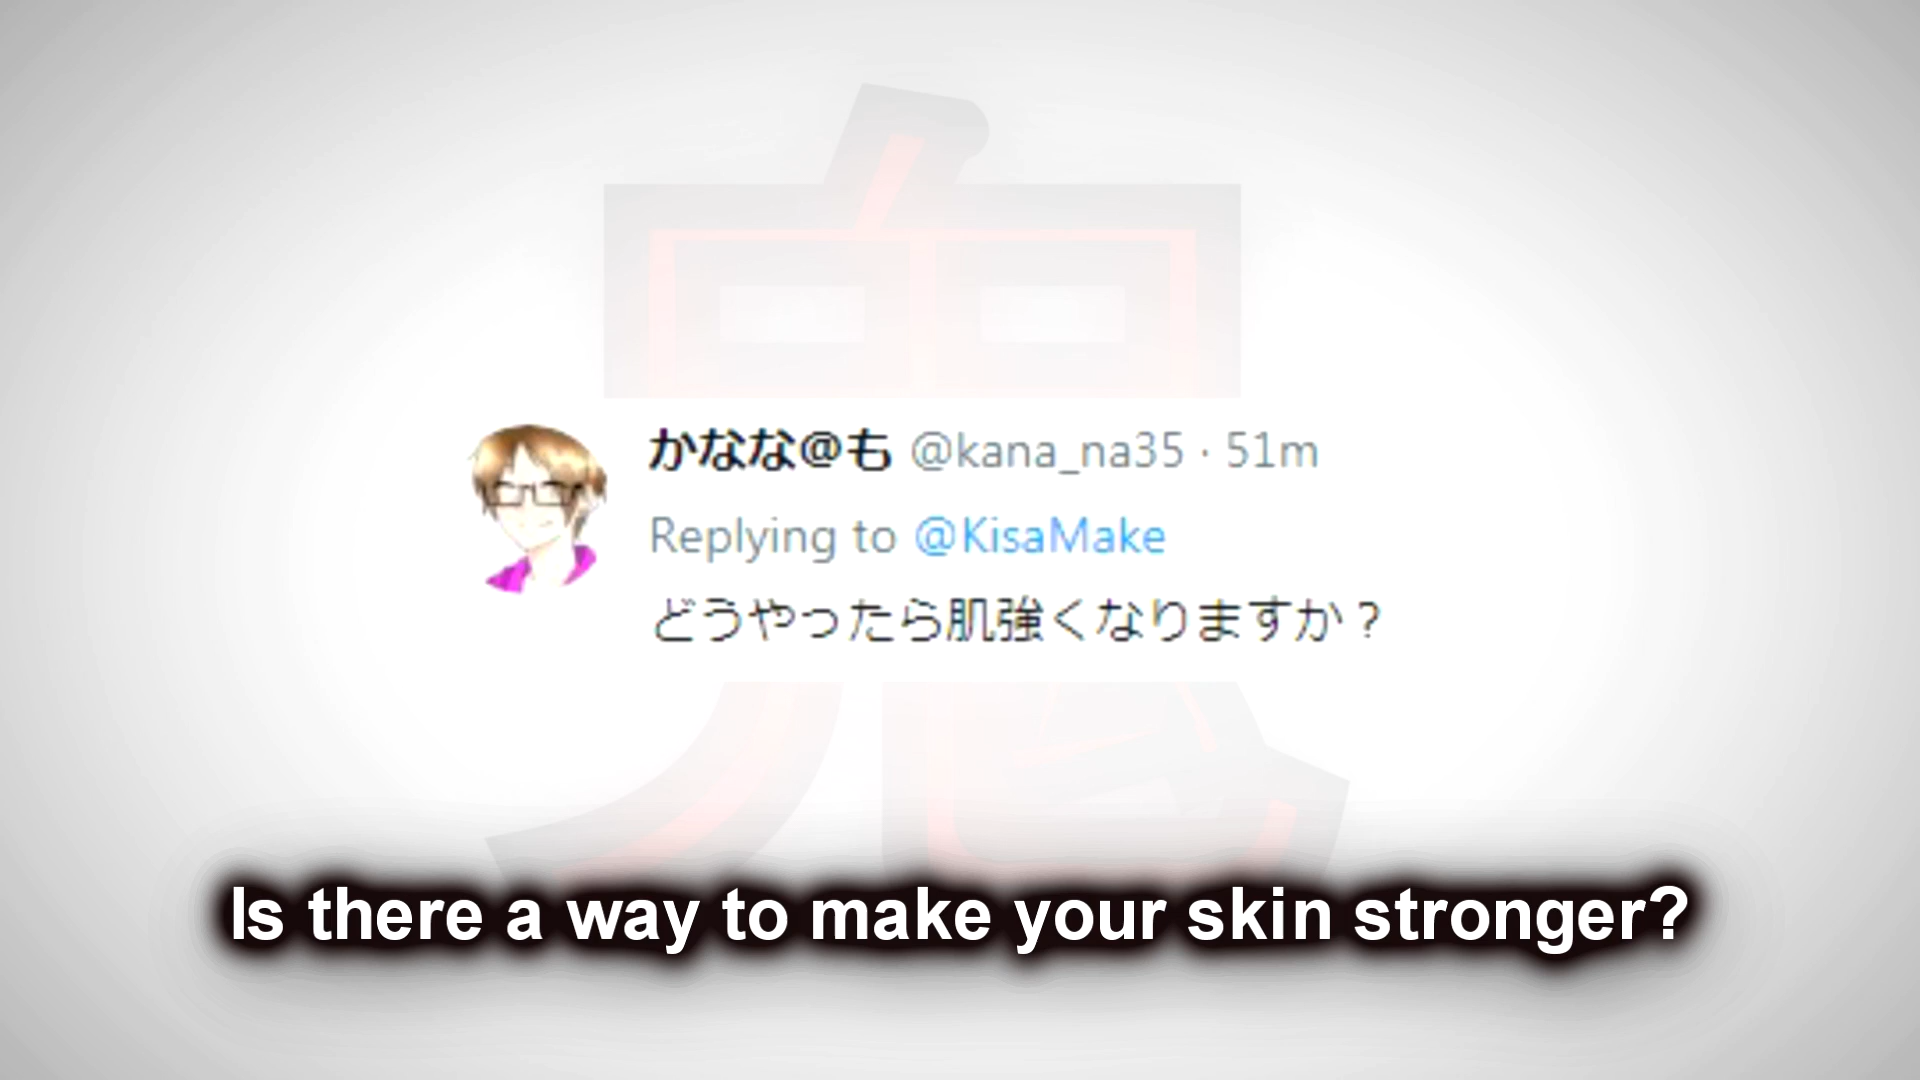 かなな@も @kana_na35 · 51m
Replying to @KisaMake
どうやったら肌強くなりますか？
Is there a way to make your skin stronger?